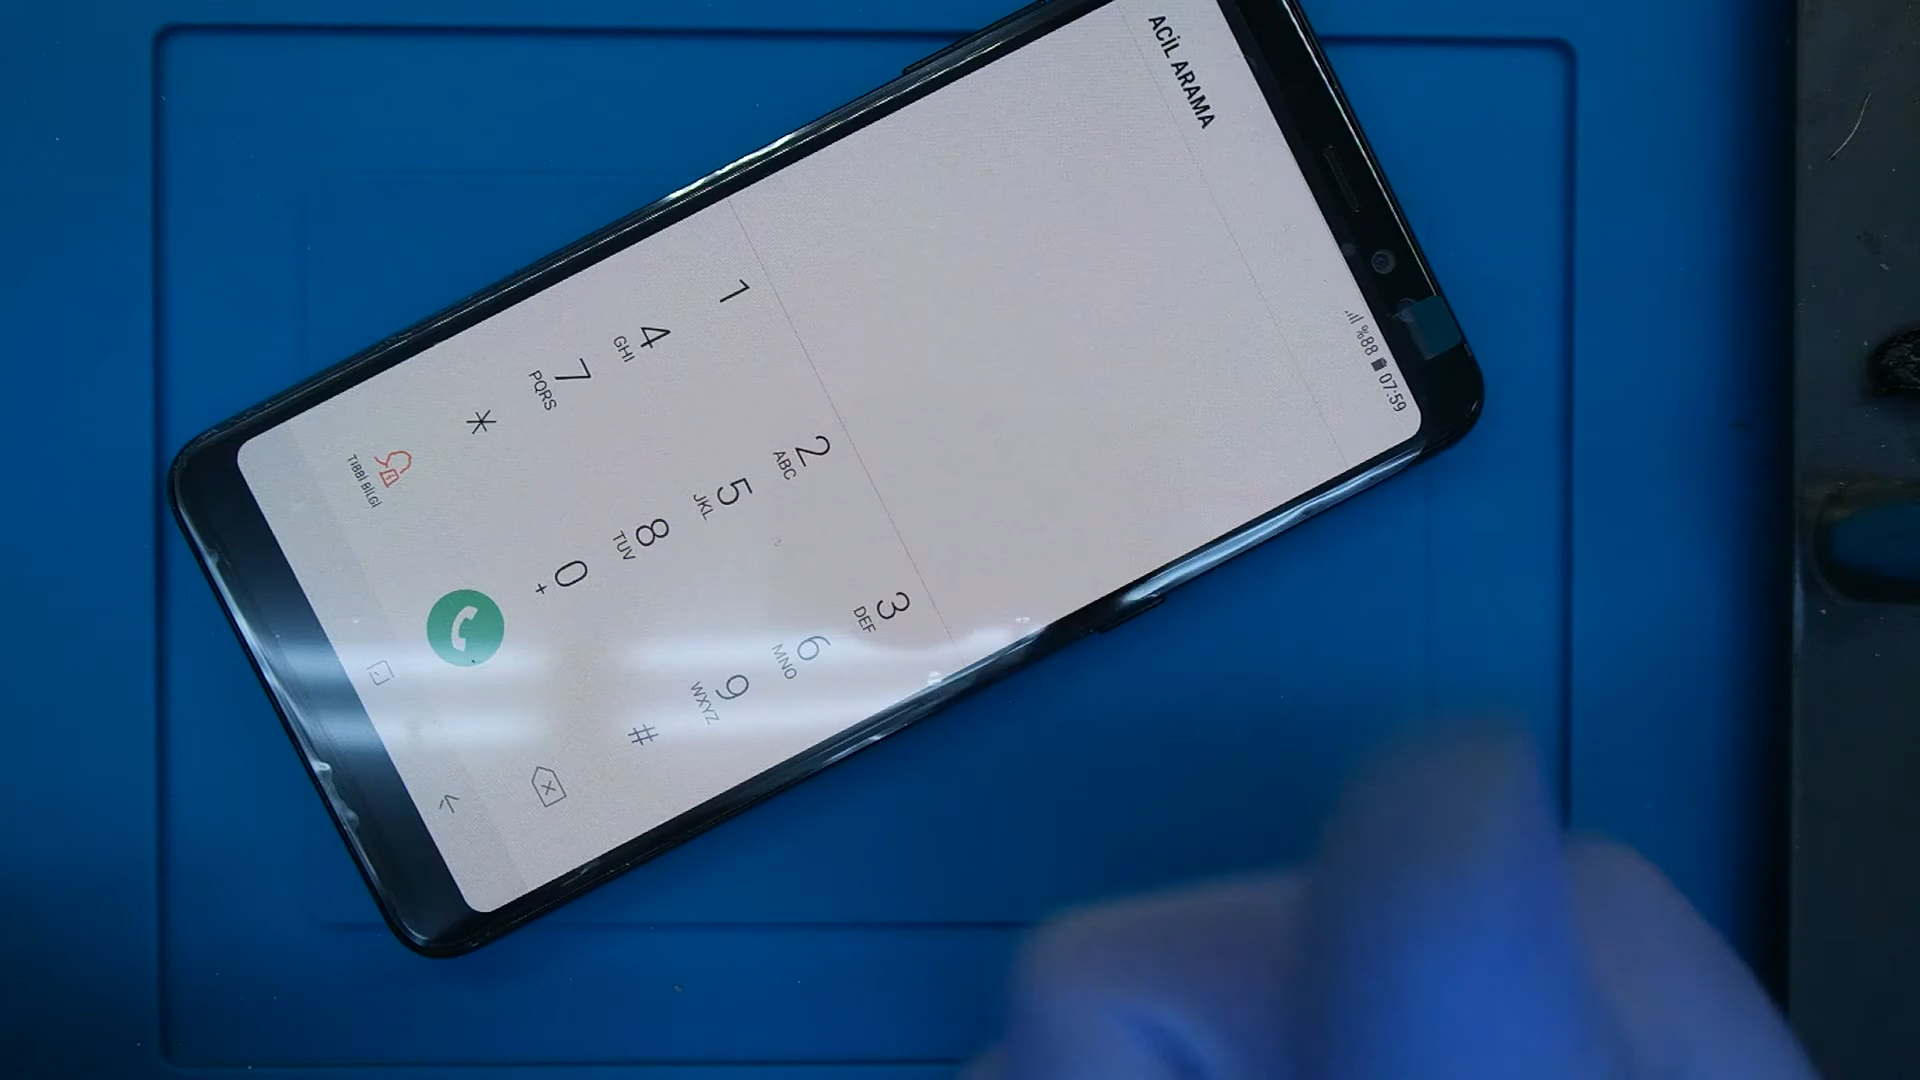 %88 07:59
ACİL ARAMA
1
2
ABC
3
DEF
4
GHI
5
JKL
6
MNO
7
PQRS
8
TUV
9
WXYZ
*
0
+
#
TIBBİ BİLGİ